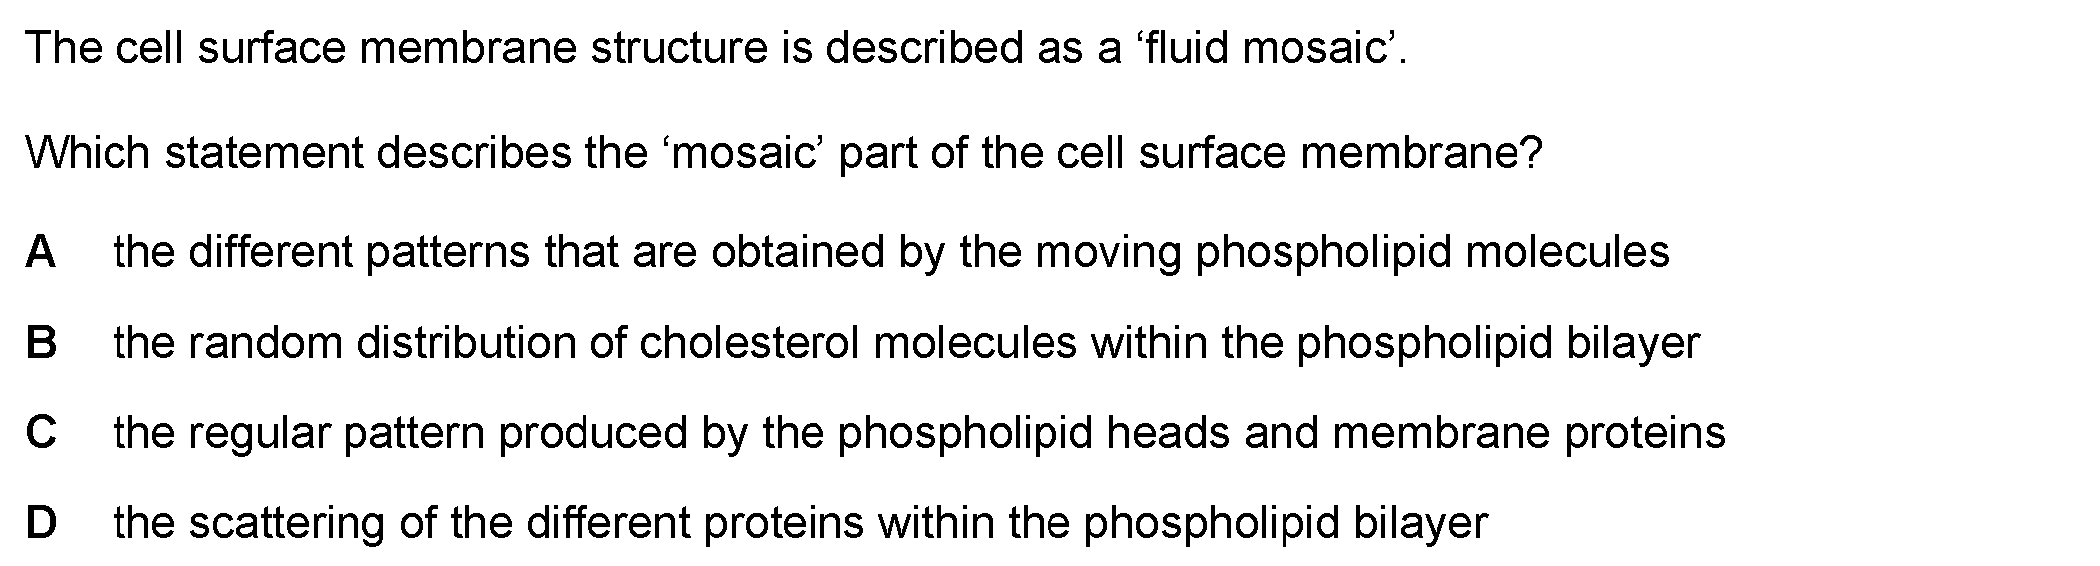 The cell surface membrane structure is described as a ‘fluid mosaic’.
Which statement describes the ‘mosaic’ part of the cell surface membrane?
A the different patterns that are obtained by the moving phospholipid molecules
B the random distribution of cholesterol molecules within the phospholipid bilayer
C the regular pattern produced by the phospholipid heads and membrane proteins
D the scattering of the different proteins within the phospholipid bilayer